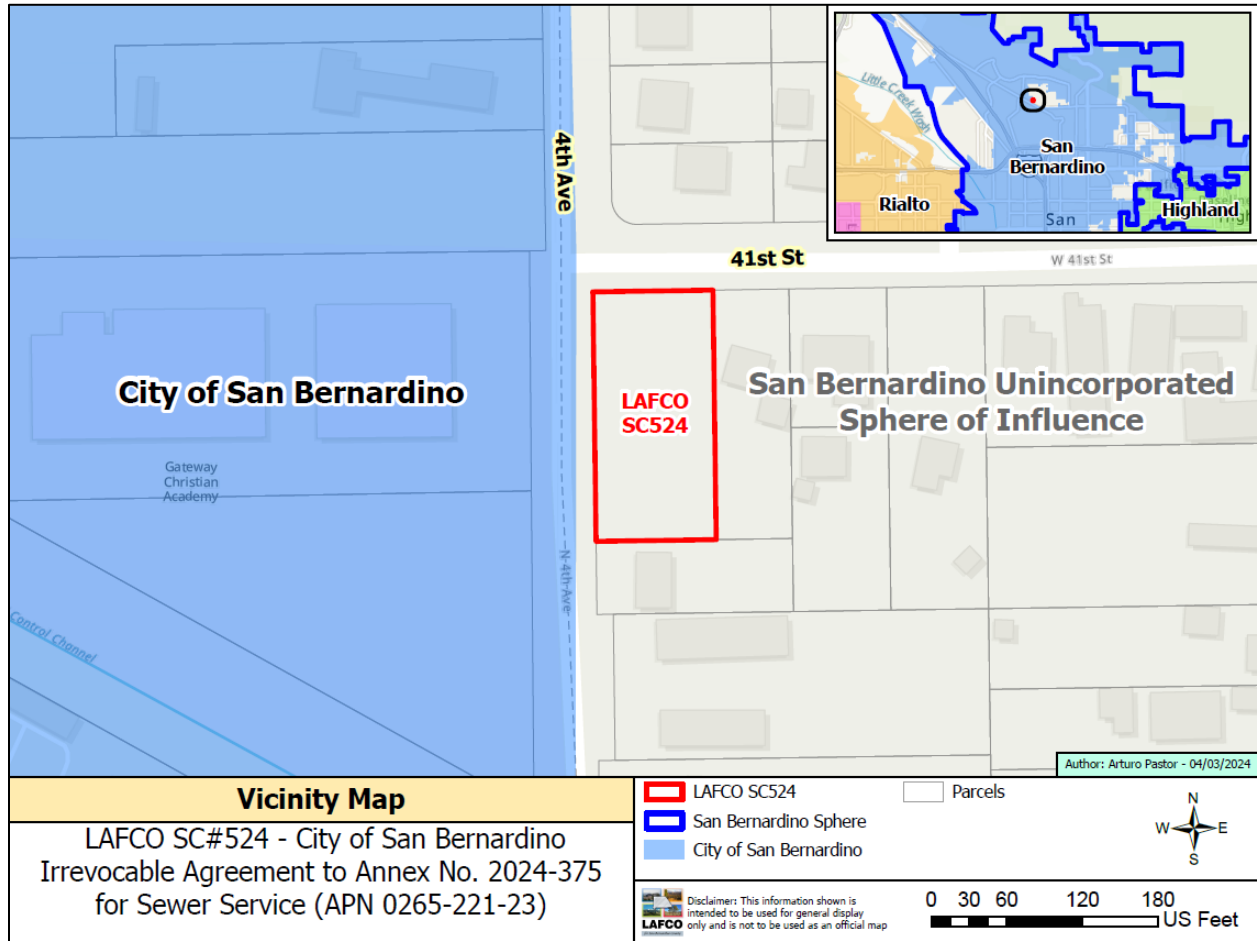 Little Creek Wash
San
Bernardino
Rialto
Highland
San
4th Ave
41st St
W 41st St
City of San Bernardino
LAFCO
SC524
San Bernardino Unincorporated
Sphere of Influence
Gateway
Christian
Academy
N 4th Ave
Control Channel
Author: Arturo Pastor - 04/03/2024
Vicinity Map
LAFCO SC#524 - City of San Bernardino
Irrevocable Agreement to Annex No. 2024-375
for Sewer Service (APN 0265-221-23)
LAFCO SC524
Parcels
San Bernardino Sphere
City of San Bernardino
N
W E
S
LAFCO
Disclaimer: This information shown is
intended to be used for general display
only and is not to be used as an official map
0 30 60 120 180
US Feet